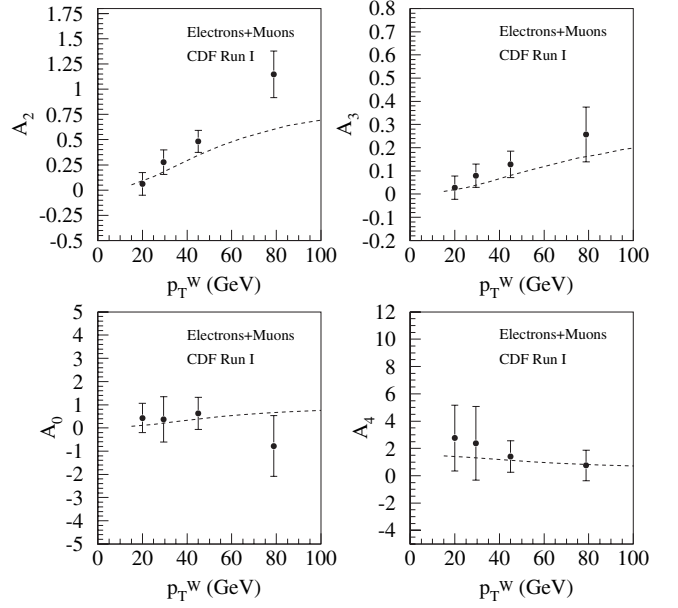 Electrons+Muons
CDF Run I
A2
1.75
1.5
1.25
1
0.75
0.5
0.25
0
-0.25
-0.5
0 20 40 60 80 100
pTW (GeV)
Electrons+Muons
CDF Run I
A3
0.8
0.7
0.6
0.5
0.4
0.3
0.2
0.1
0
-0.1
-0.2
0 20 40 60 80 100
pTW (GeV)
Electrons+Muons
CDF Run I
A0
5
4
3
2
1
0
-1
-2
-3
-4
-5
0 20 40 60 80 100
pTW (GeV)
Electrons+Muons
CDF Run I
A4
12
10
8
6
4
2
0
-2
-4
0 20 40 60 80 100
pTW (GeV)